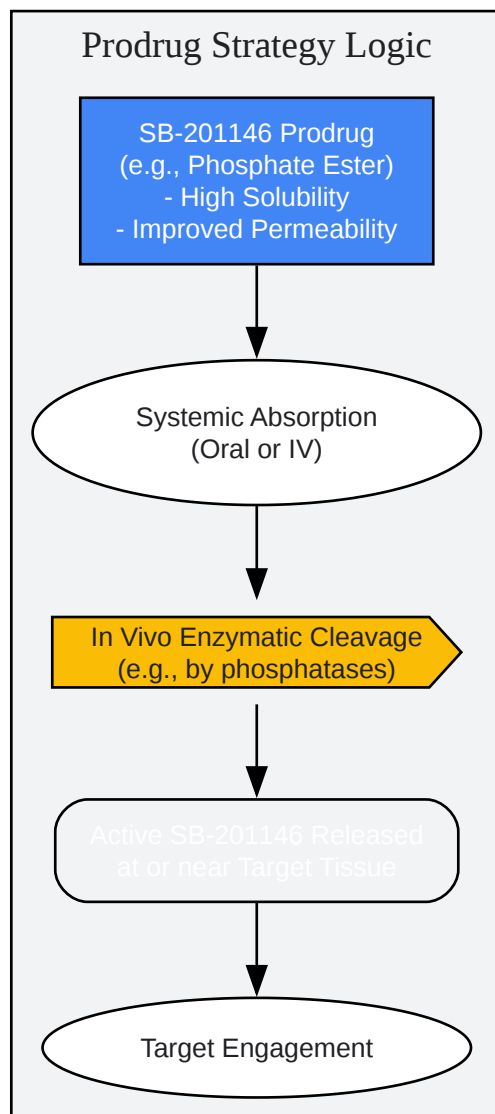 Prodrug Strategy Logic
SB-201146 Prodrug
(e.g., Phosphate Ester)
- High Solubility
- Improved Permeability
Systemic Absorption
(Oral or IV)
In Vivo Enzymatic Cleavage
(e.g., by phosphatases)
Active SB-201146 Released
at or near Target Tissue
Target Engagement